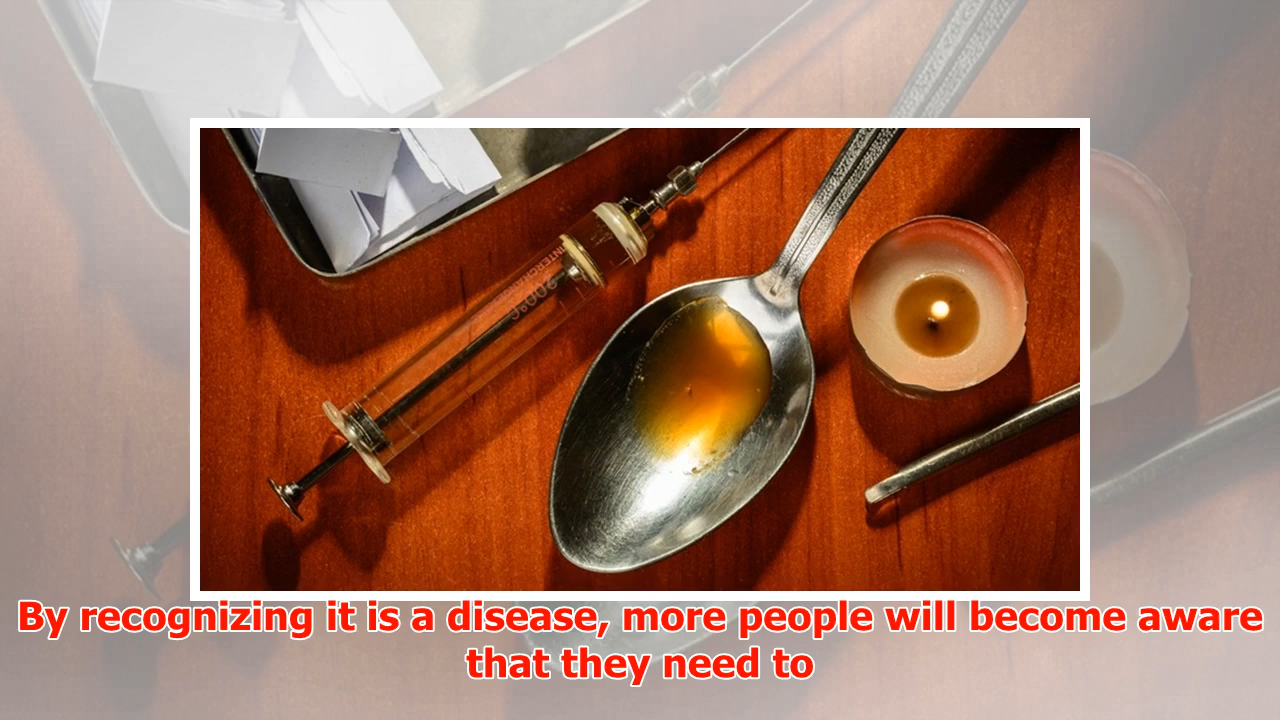 By recognizing it is a disease, more people will become aware
that they need to